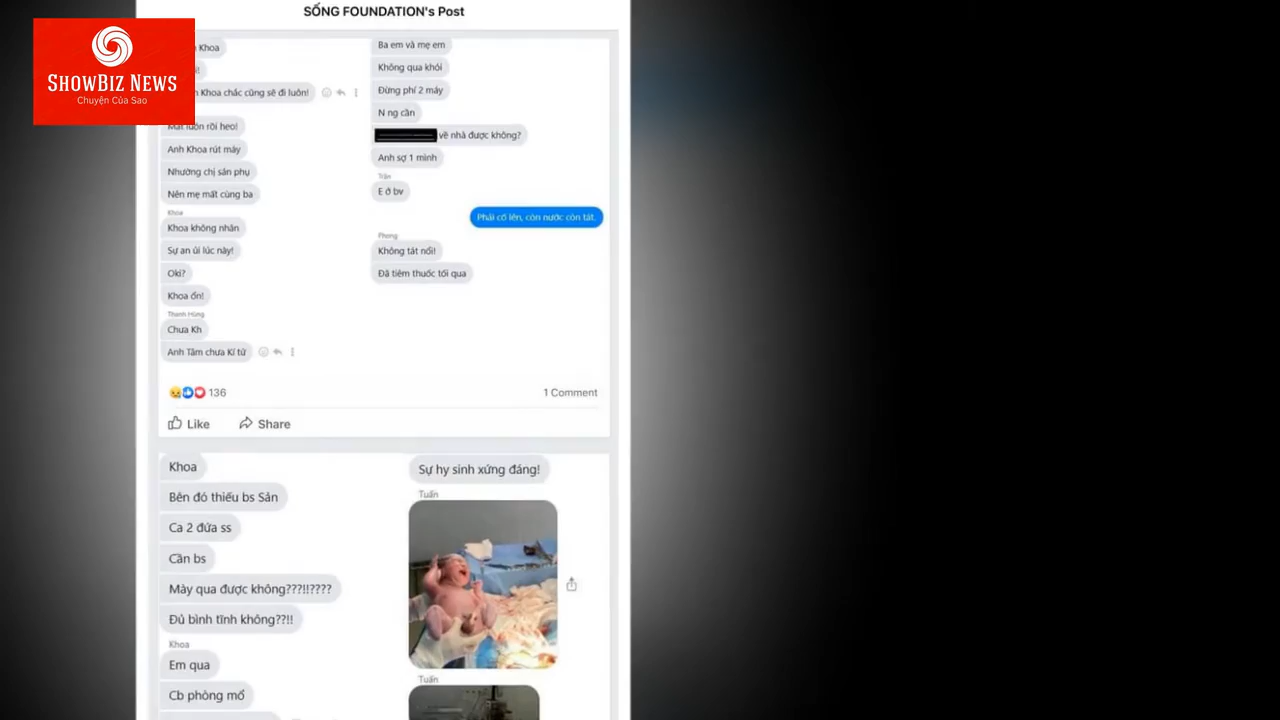 SỐNG FOUNDATION's Post
SHOWBIZ NEWS
Chuyện Của Sao
Khoa
Khoa chắc cũng sẽ đi luôn!
Mất luôn rồi heo!
Anh Khoa rút máy
Nhường chị sản phụ
Nên mẹ mất cùng ba
Khoa
Khoa không nhăn
Sự an ủi lúc này!
Oki?
Khoa ổn!
Thanh Hùng
Chưa Kh
Anh Tâm chưa Kí tử
Ba em và mẹ em
Không qua khỏi
Đừng phí 2 máy
N ng cần
về nhà được không?
Anh sợ 1 mình
Trân
E ở bv
Phải cố lên, còn nước còn tát.
Phong
Không tát nổi!
Đã tiêm thuốc tối qua
136
1 Comment
Like
Share
Khoa
Bên đó thiếu bs Sản
Ca 2 đứa ss
Cần bs
Mày qua được không???!!????
Đủ bình tĩnh không??!!
Khoa
Em qua
Cb phòng mổ
Sự hy sinh xứng đáng!
Tuấn
Tuấn